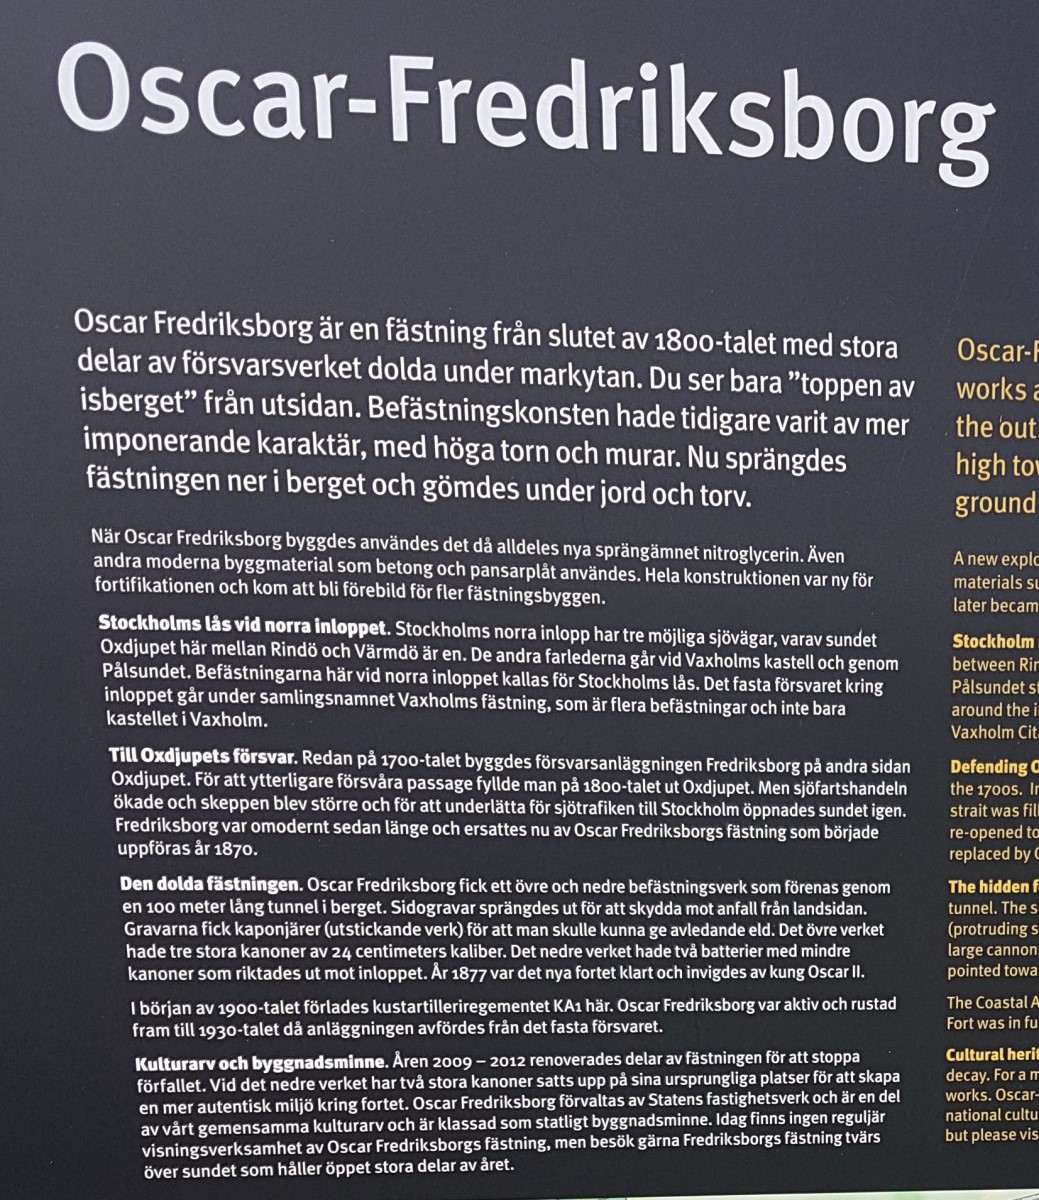 Oscar-Fredriksborg
Oscar Fredriksborg är en fästning från slutet av 1800-talet med stora
delar av försvarsverket dolda under markytan. Du ser bara ”toppen av
isberget” från utsidan. Befästningskonsten hade tidigare varit av mer
imponerande karaktär, med höga torn och murar. Nu sprängdes
fästningen ner i berget och gömdes under jord och torv.
När Oscar Fredriksborg byggdes användes det då alldeles nya sprängämnet nitroglycerin. Även
andra moderna byggmaterial som betong och pansarplåt användes. Hela konstruktionen var ny för
fortifikationen och kom att bli förebild för fler fästningsbyggen.
Stockholms lås vid norra inloppet. Stockholms norra inlopp har tre möjliga sjövägar, varav sundet
Oxdjupet här mellan Rindö och Värmdö är en. De andra farlederna går vid Vaxholms kastell och genom
Pålsundet. Befästningarna här vid norra inloppet kallas för Stockholms lås. Det fasta försvaret kring
inloppet går under samlingsnamnet Vaxholms fästning, som är flera befästningar och inte bara
kastellet i Vaxholm.
Till Oxdjupets försvar. Redan på 1700-talet byggdes försvarsanläggningen Fredriksborg på andra sidan
Oxdjupet. För att ytterligare försvåra passage fyllde man på 1800-talet ut Oxdjupet. Men sjöfartshandeln
ökade och skeppen blev större och för att underlätta för sjötrafiken till Stockholm öppnades sundet igen.
Fredriksborg var omodernt sedan länge och ersattes nu av Oscar Fredriksborgs fästning som började
uppföras år 1870.
Den dolda fästningen. Oscar Fredriksborg fick ett övre och nedre befästningsverk som förenas genom
en 100 meter lång tunnel i berget. Sidogravar sprängdes ut för att skydda mot anfall från landsidan.
Gravarna fick kaponjärer (utstickande verk) för att man skulle kunna ge avledande eld. Det övre verket
hade tre stora kanoner av 24 centimeters kaliber. Det nedre verket hade två batterier med mindre
kanoner som riktades ut mot inloppet. År 1877 var det nya fortet klart och invigdes av kung Oscar II.
I början av 1900-talet förlades kustartilleriregementet KA1 här. Oscar Fredriksborg var aktiv och rustad
fram till 1930-talet då anläggningen avfördes från det fasta försvaret.
Kulturarv och byggnadsminne. Åren 2009 – 2012 renoverades delar av fästningen för att stoppa
förfallet. Vid det nedre verket har två stora kanoner satts upp på sina ursprungliga platser för att skapa
en mer autentisk miljö kring fortet. Oscar Fredriksborg förvaltas av Statens fastighetsverk och är en del
av vårt gemensamma kulturarv och är klassad som statligt byggnadsminne. Idag finns ingen reguljär
visningsverksamhet av Oscar Fredriksborgs fästning, men besök gärna Fredriksborgs fästning tvärs
över sundet som håller öppet stora delar av året.
Oscar-
works
the out
high
ground
A new
materials
later
Stockholm
between
Pålsundet
around the
Vaxholm
Defending
the 1700s.
strait was
re-opened to
replaced by
The hidden
tunnel. The
(protruding
large
pointed
The Coastal
Fort was in
Cultural
decay. For a
works. Oscar-
national
but please